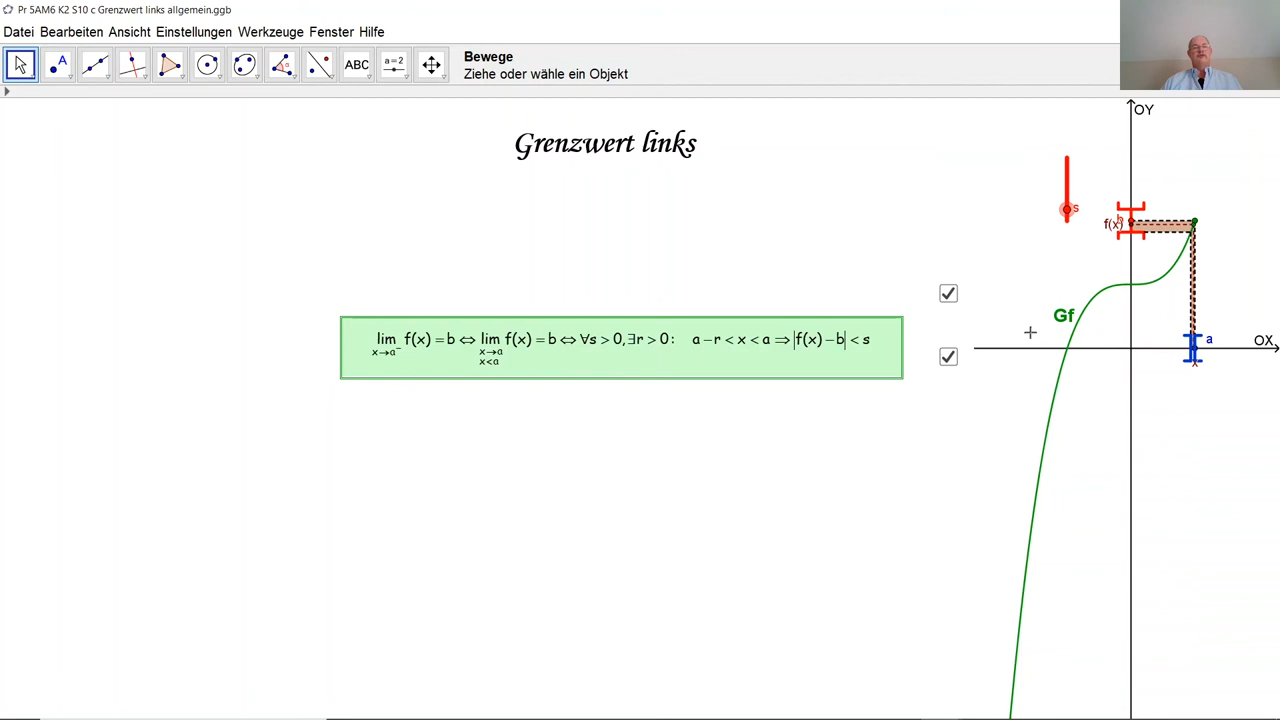 Pr 5AM6 K2 S10 c Grenzwert links allgemein.ggb
Datei Bearbeiten Ansicht Einstellungen Werkzeuge Fenster Hilfe
A
ABC
a=2
Bewege
Ziehe oder wähle ein Objekt
Grenzwert links
OY
s
b
f(x)
Gf
a
OX
x
lim f(x) = b ⇔ lim f(x) = b ⇔ ∀s > 0, ∃r > 0: a − r < x < a ⇒ |f(x) − b| < s
x→a₋ x→a
x<a